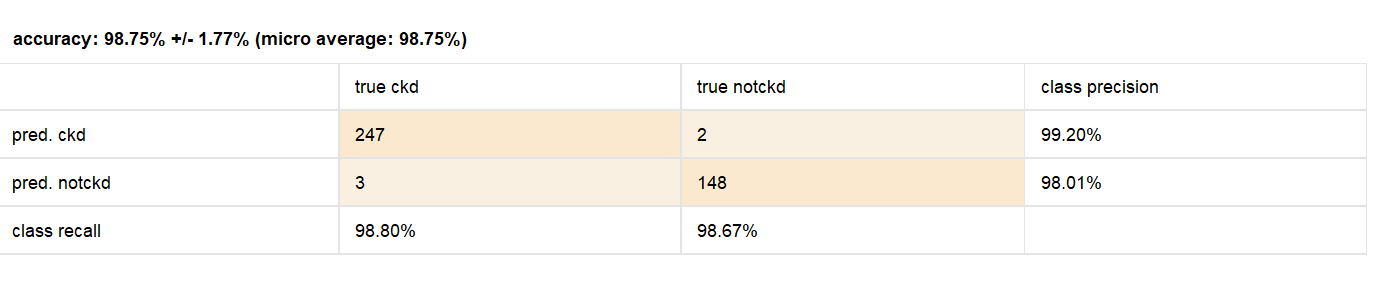 accuracy: 98.75% +/- 1.77% (micro average: 98.75%)
true ckd true notckd class precision
pred. ckd 247 2 99.20%
pred. notckd 3 148 98.01%
class recall 98.80% 98.67%